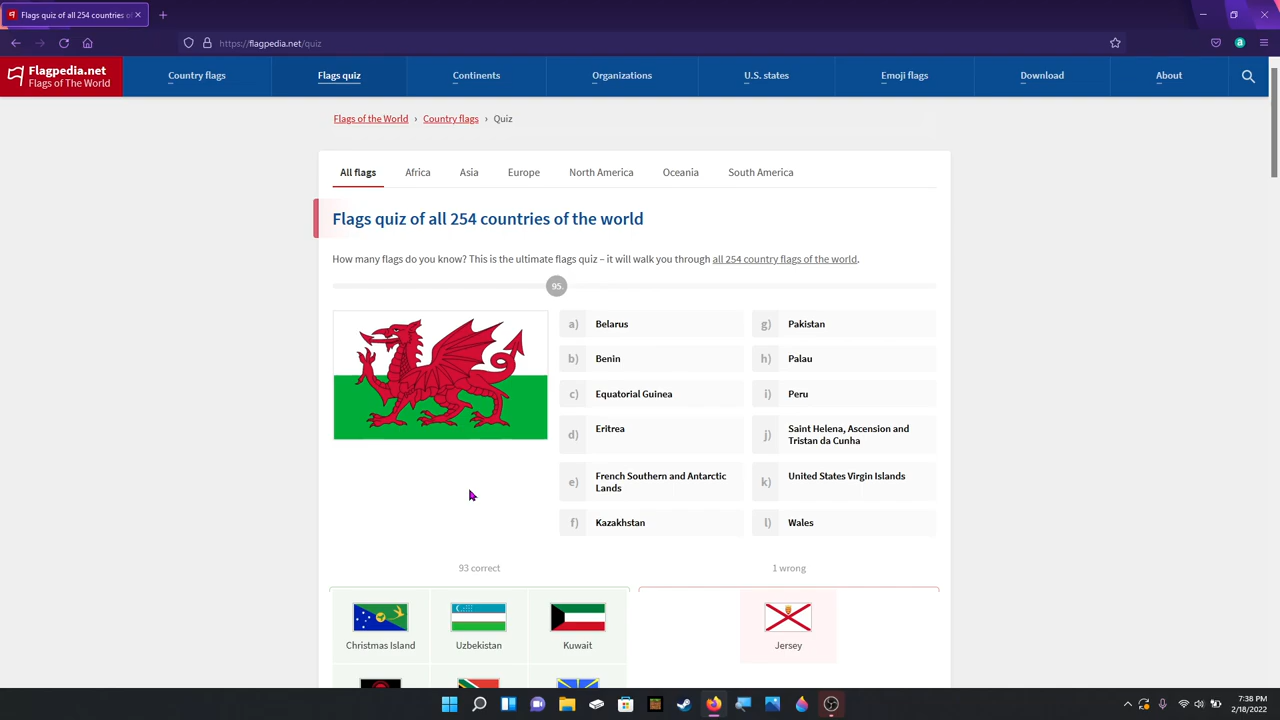 Flags quiz of all 254 countries o
https://flagpedia.net/quiz
Flagpedia.net
Flags of The World
Country flags
Flags quiz
Continents
Organizations
U.S. states
Emoji flags
Download
About
Flags of the World › Country flags › Quiz
All flags
Africa
Asia
Europe
North America
Oceania
South America
Flags quiz of all 254 countries of the world
How many flags do you know? This is the ultimate flags quiz – it will walk you through all 254 country flags of the world.
95.
a) Belarus
b) Benin
c) Equatorial Guinea
d) Eritrea
e) French Southern and Antarctic
Lands
f) Kazakhstan
g) Pakistan
h) Palau
i) Peru
j) Saint Helena, Ascension and
Tristan da Cunha
k) United States Virgin Islands
l) Wales
93 correct
1 wrong
Christmas Island
Uzbekistan
Kuwait
Jersey
7:38 PM
2/18/2022